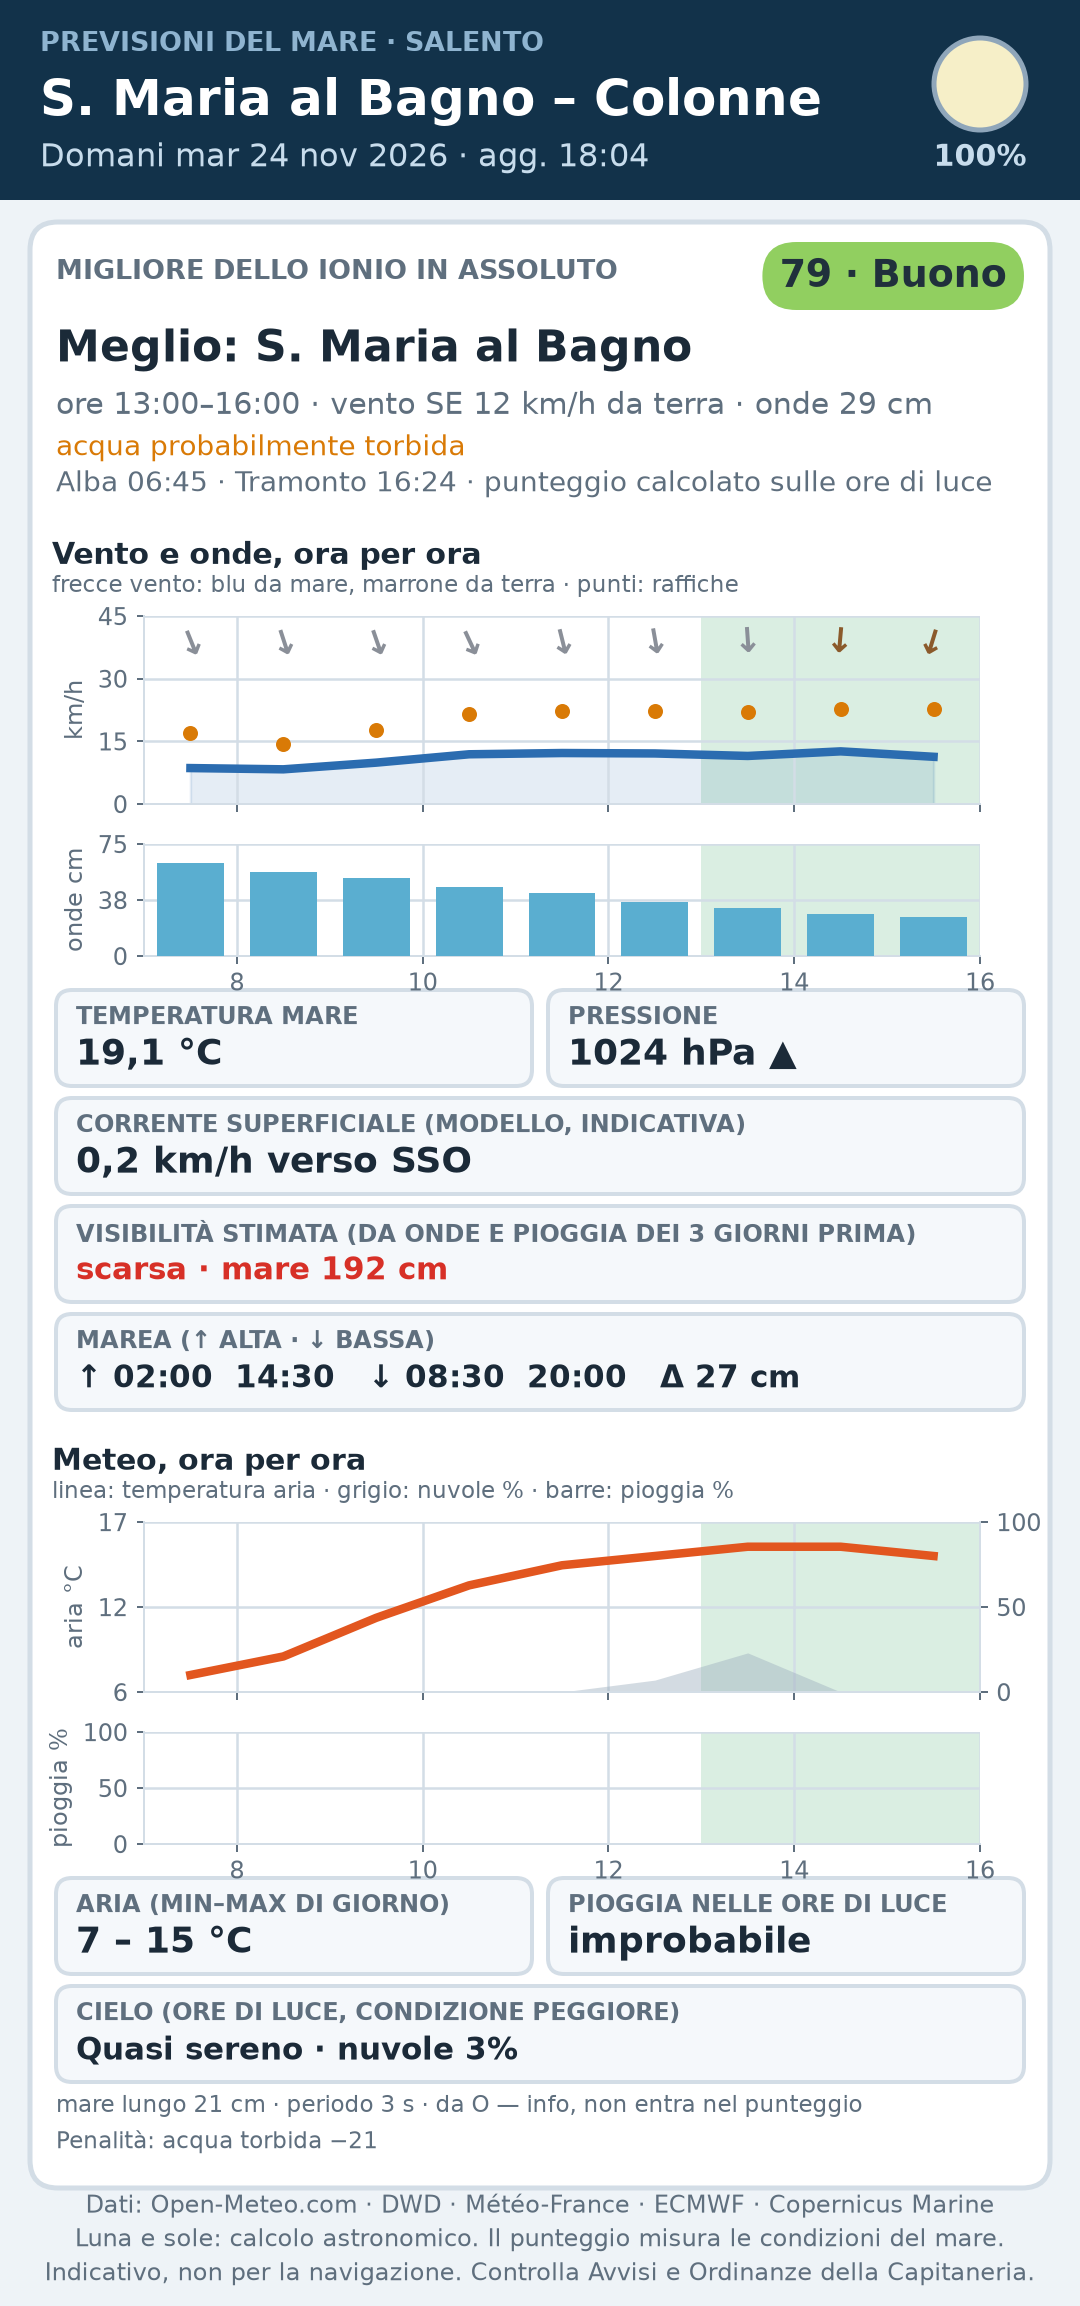 PREVISIONI DEL MARE · SALENTO
S. Maria al Bagno – Colonne
Domani mar 24 nov 2026 · agg. 18:04
100%
MIGLIORE DELLO IONIO IN ASSOLUTO
79 · Buono
Meglio: S. Maria al Bagno
ore 13:00–16:00 · vento SE 12 km/h da terra · onde 29 cm
acqua probabilmente torbida
Alba 06:45 · Tramonto 16:24 · punteggio calcolato sulle ore di luce
Vento e onde, ora per ora
frecce vento: blu da mare, marrone da terra · punti: raffiche
45
30
15
0
km/h
75
38
0
onde cm
8 10 12 14 16
TEMPERATURA MARE
19,1 °C
PRESSIONE
1024 hPa ▲
CORRENTE SUPERFICIALE (MODELLO, INDICATIVA)
0,2 km/h verso SSO
VISIBILITÀ STIMATA (DA ONDE E PIOGGIA DEI 3 GIORNI PRIMA)
scarsa · mare 192 cm
MAREA (↑ ALTA · ↓ BASSA)
↑ 02:00 14:30 ↓ 08:30 20:00 Δ 27 cm
Meteo, ora per ora
linea: temperatura aria · grigio: nuvole % · barre: pioggia %
17
12
6
aria °C
100
50
0
100
50
0
pioggia %
8 10 12 14 16
ARIA (MIN–MAX DI GIORNO)
7 – 15 °C
PIOGGIA NELLE ORE DI LUCE
improbabile
CIELO (ORE DI LUCE, CONDIZIONE PEGGIORE)
Quasi sereno · nuvole 3%
mare lungo 21 cm · periodo 3 s · da O — info, non entra nel punteggio
Penalità: acqua torbida −21
Dati: Open-Meteo.com · DWD · Météo-France · ECMWF · Copernicus Marine
Luna e sole: calcolo astronomico. Il punteggio misura le condizioni del mare.
Indicativo, non per la navigazione. Controlla Avvisi e Ordinanze della Capitaneria.